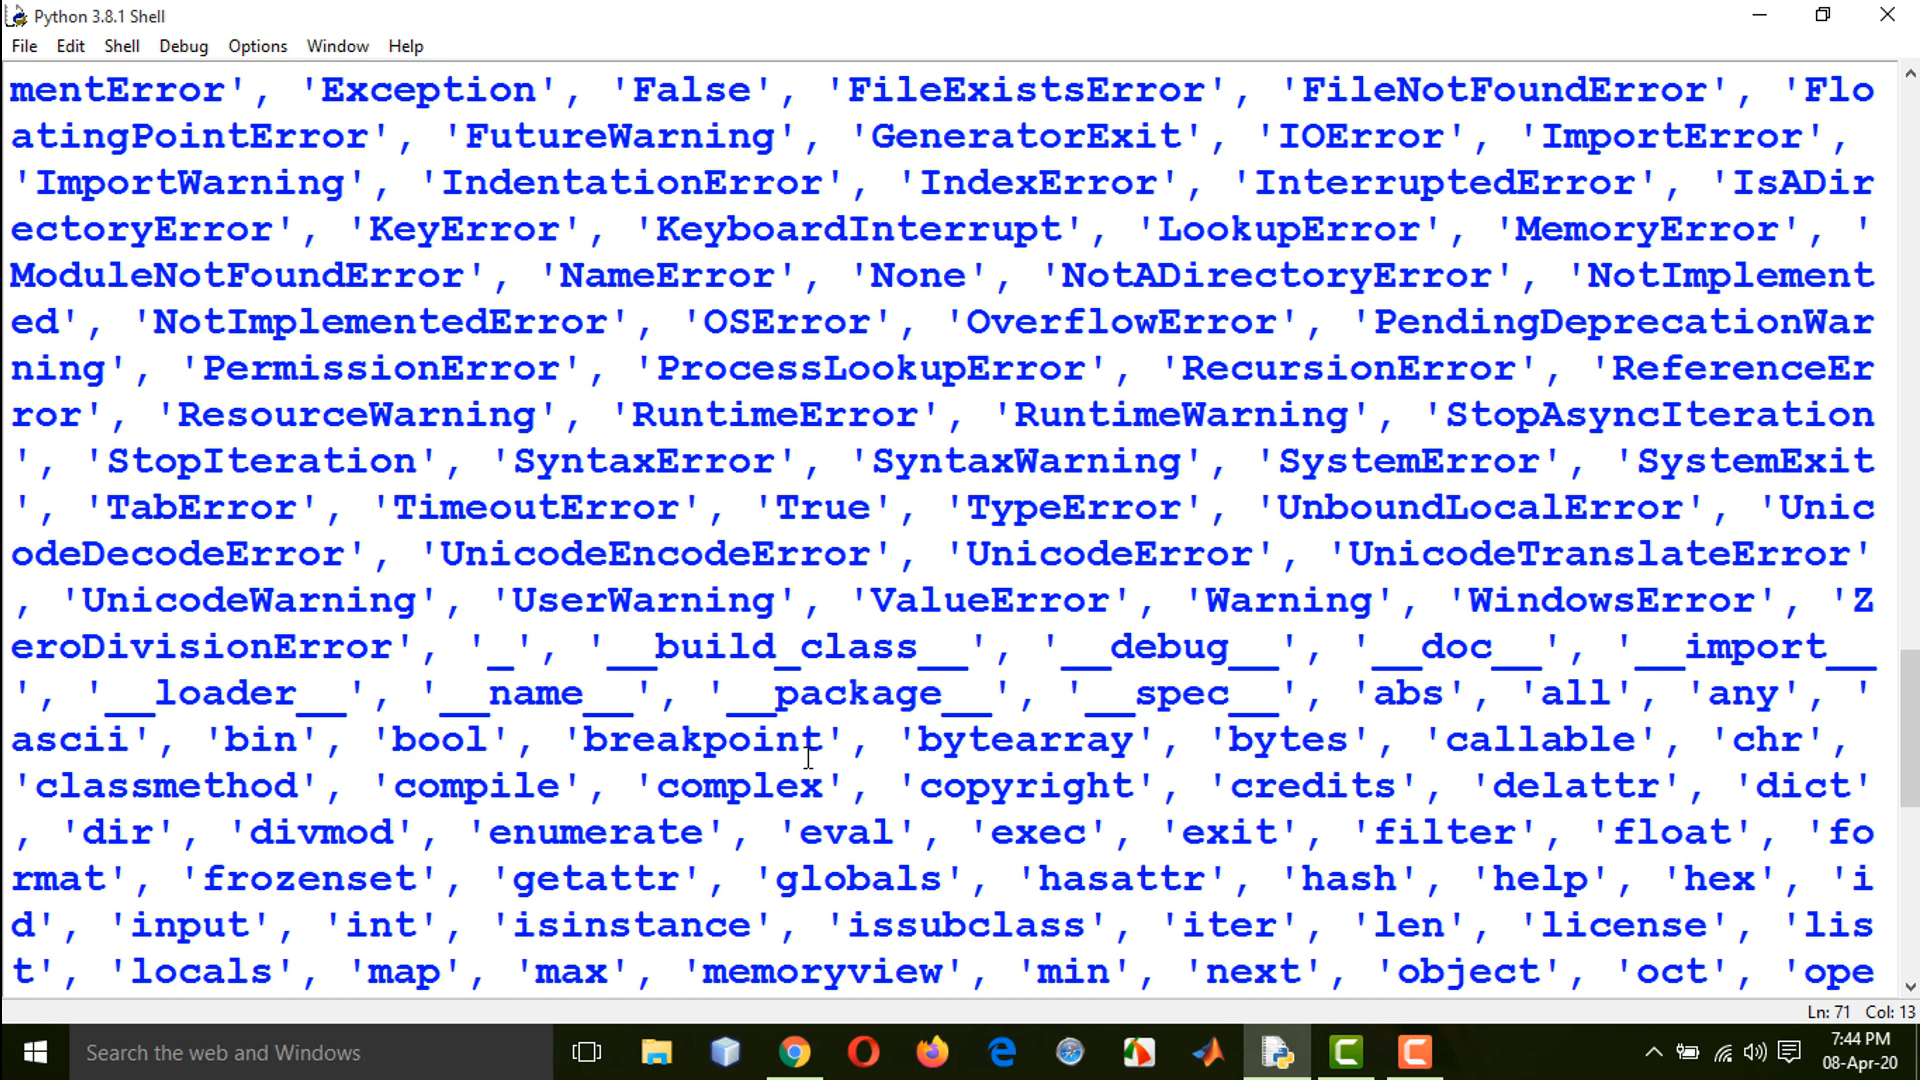 Python 3.8.1 Shell
File Edit Shell Debug Options Window Help
mentError', 'Exception', 'False', 'FileExistsError', 'FileNotFoundError', 'Flo
atingPointError', 'FutureWarning', 'GeneratorExit', 'IOError', 'ImportError',
'ImportWarning', 'IndentationError', 'IndexError', 'InterruptedError', 'IsADir
ectoryError', 'KeyError', 'KeyboardInterrupt', 'LookupError', 'MemoryError', '
ModuleNotFoundError', 'NameError', 'None', 'NotADirectoryError', 'NotImplement
ed', 'NotImplementedError', 'OSError', 'OverflowError', 'PendingDeprecationWar
ning', 'PermissionError', 'ProcessLookupError', 'RecursionError', 'ReferenceEr
ror', 'ResourceWarning', 'RuntimeError', 'RuntimeWarning', 'StopAsyncIteration
', 'StopIteration', 'SyntaxError', 'SyntaxWarning', 'SystemError', 'SystemExit
', 'TabError', 'TimeoutError', 'True', 'TypeError', 'UnboundLocalError', 'Unic
odeDecodeError', 'UnicodeEncodeError', 'UnicodeError', 'UnicodeTranslateError'
, 'UnicodeWarning', 'UserWarning', 'ValueError', 'Warning', 'WindowsError', 'Z
eroDivisionError', '_', '__build_class__', '__debug__', '__doc__', '__import__
', '__loader__', '__name__', '__package__', '__spec__', 'abs', 'all', 'any', '
ascii', 'bin', 'bool', 'breakpoint', 'bytearray', 'bytes', 'callable', 'chr',
'classmethod', 'compile', 'complex', 'copyright', 'credits', 'delattr', 'dict'
, 'dir', 'divmod', 'enumerate', 'eval', 'exec', 'exit', 'filter', 'float', 'fo
rmat', 'frozenset', 'getattr', 'globals', 'hasattr', 'hash', 'help', 'hex', 'i
d', 'input', 'int', 'isinstance', 'issubclass', 'iter', 'len', 'license', 'lis
t', 'locals', 'map', 'max', 'memoryview', 'min', 'next', 'object', 'oct', 'ope
Ln: 71 Col: 13
Search the web and Windows
7:44 PM
08-Apr-20